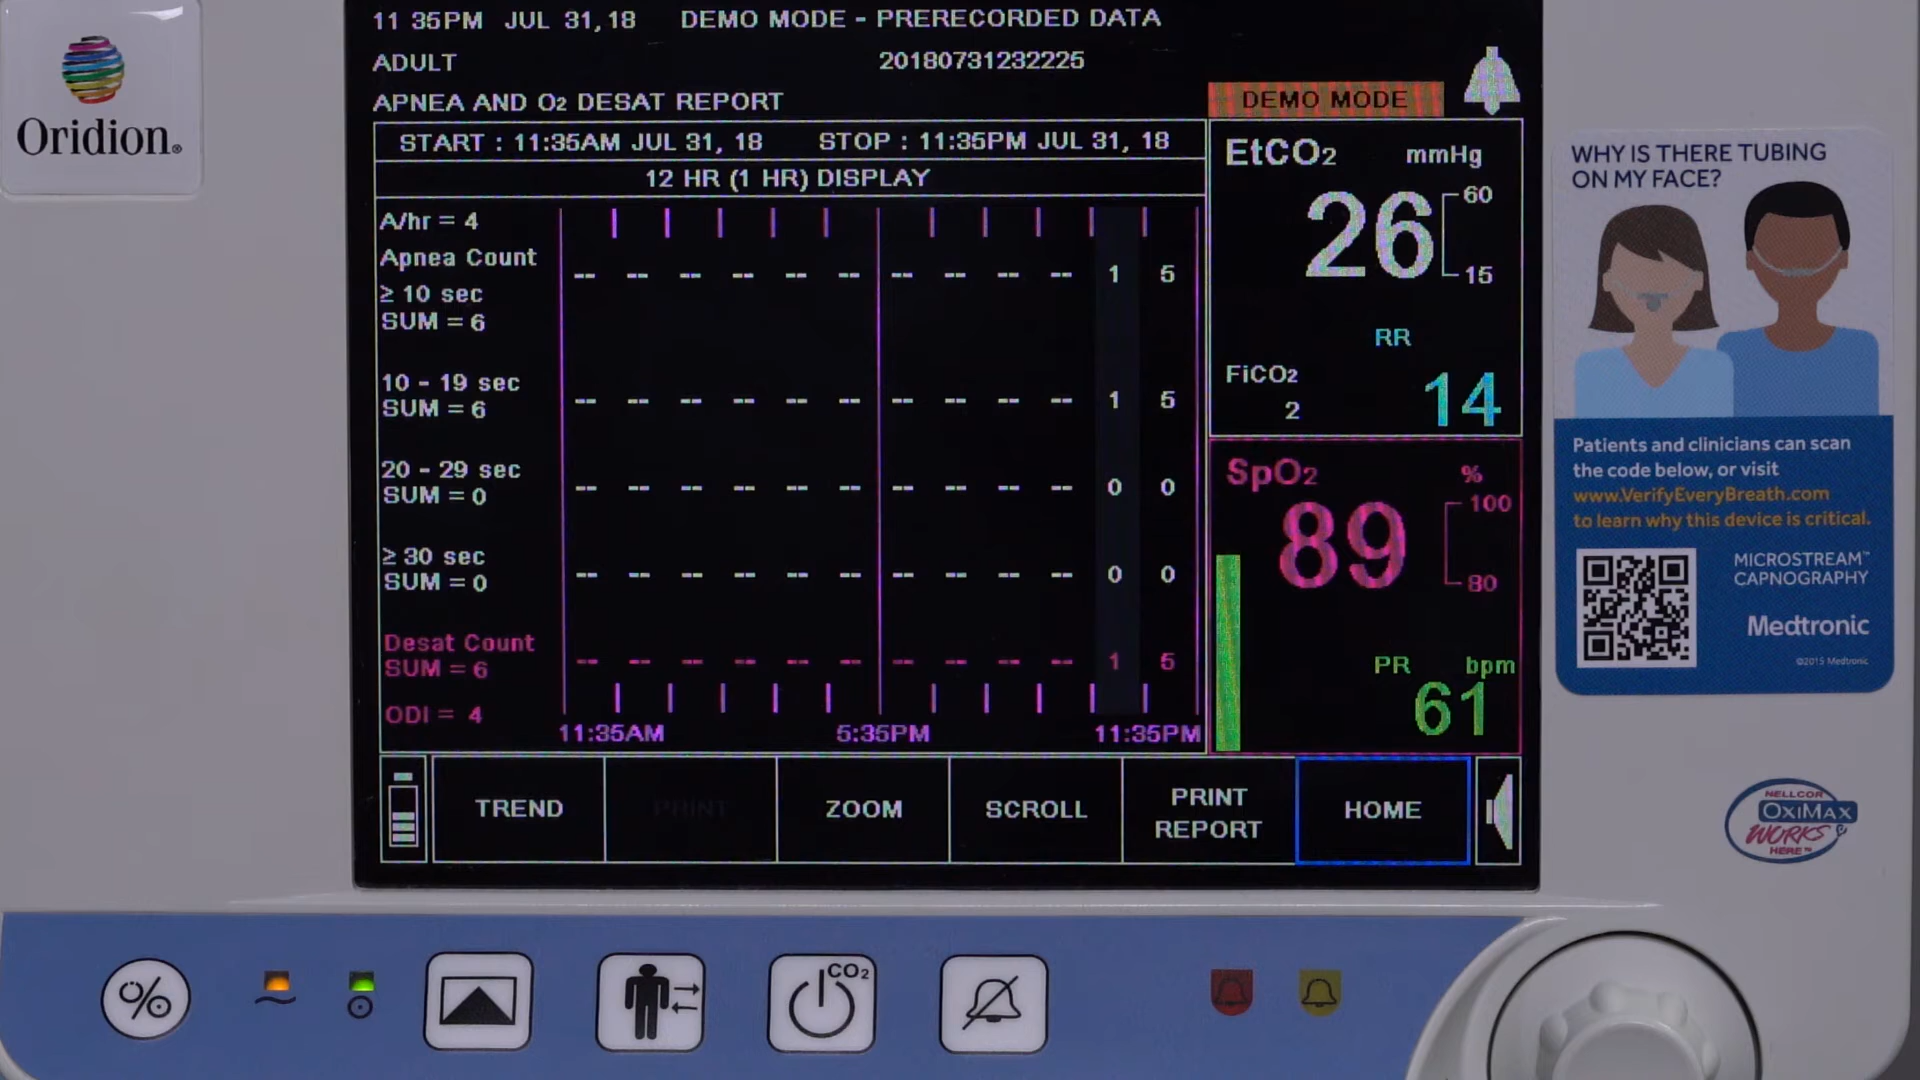 Oridion®
11 35PM JUL 31,18 DEMO MODE - PRERECORDED DATA
ADULT 20180731232225
APNEA AND O2 DESAT REPORT
DEMO MODE
START : 11:35AM JUL 31, 18 STOP : 11:35PM JUL 31, 18
12 HR (1 HR) DISPLAY
A/hr = 4
Apnea Count
-- -- -- -- -- -- -- -- -- -- 1 5
≥ 10 sec
SUM = 6
10 - 19 sec
-- -- -- -- -- -- -- -- -- -- 1 5
SUM = 6
20 - 29 sec
-- -- -- -- -- -- -- -- -- -- 0 0
SUM = 0
≥ 30 sec
-- -- -- -- -- -- -- -- -- -- 0 0
SUM = 0
Desat Count
-- -- -- -- -- -- -- -- -- -- 1 5
SUM = 6
ODI = 4
11:35AM 5:35PM 11:35PM
EtCO2 mmHg
26 60
15
RR
FiCO2
2 14
SpO2 %
89 100
80
PR bpm
61
TREND
PRINT
ZOOM
SCROLL
PRINT
REPORT
HOME
WHY IS THERE TUBING
ON MY FACE?
Patients and clinicians can scan
the code below, or visit
www.VerifyEveryBreath.com
to learn why this device is critical.
MICROSTREAM™
CAPNOGRAPHY
Medtronic
©2015 Medtronic
NELLCOR
OxiMax
WORKS
HERE™
CO2